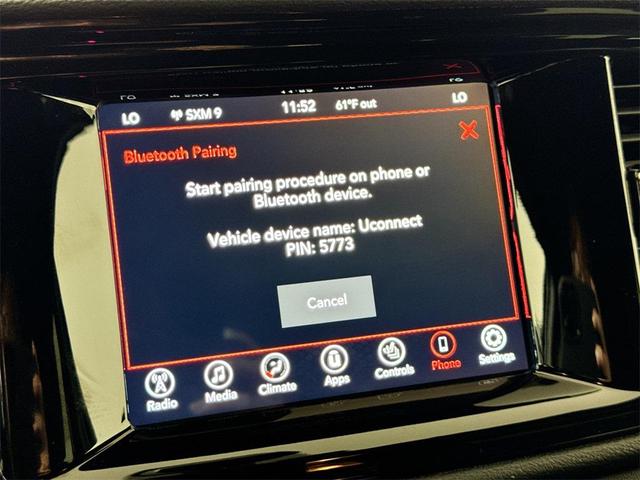 LO SXM 9 11:52 61°F out LO
Bluetooth Pairing
Start pairing procedure on phone or
Bluetooth device.
Vehicle device name: Uconnect
PIN: 5773
Cancel
Radio Media Climate Apps Controls Phone Settings